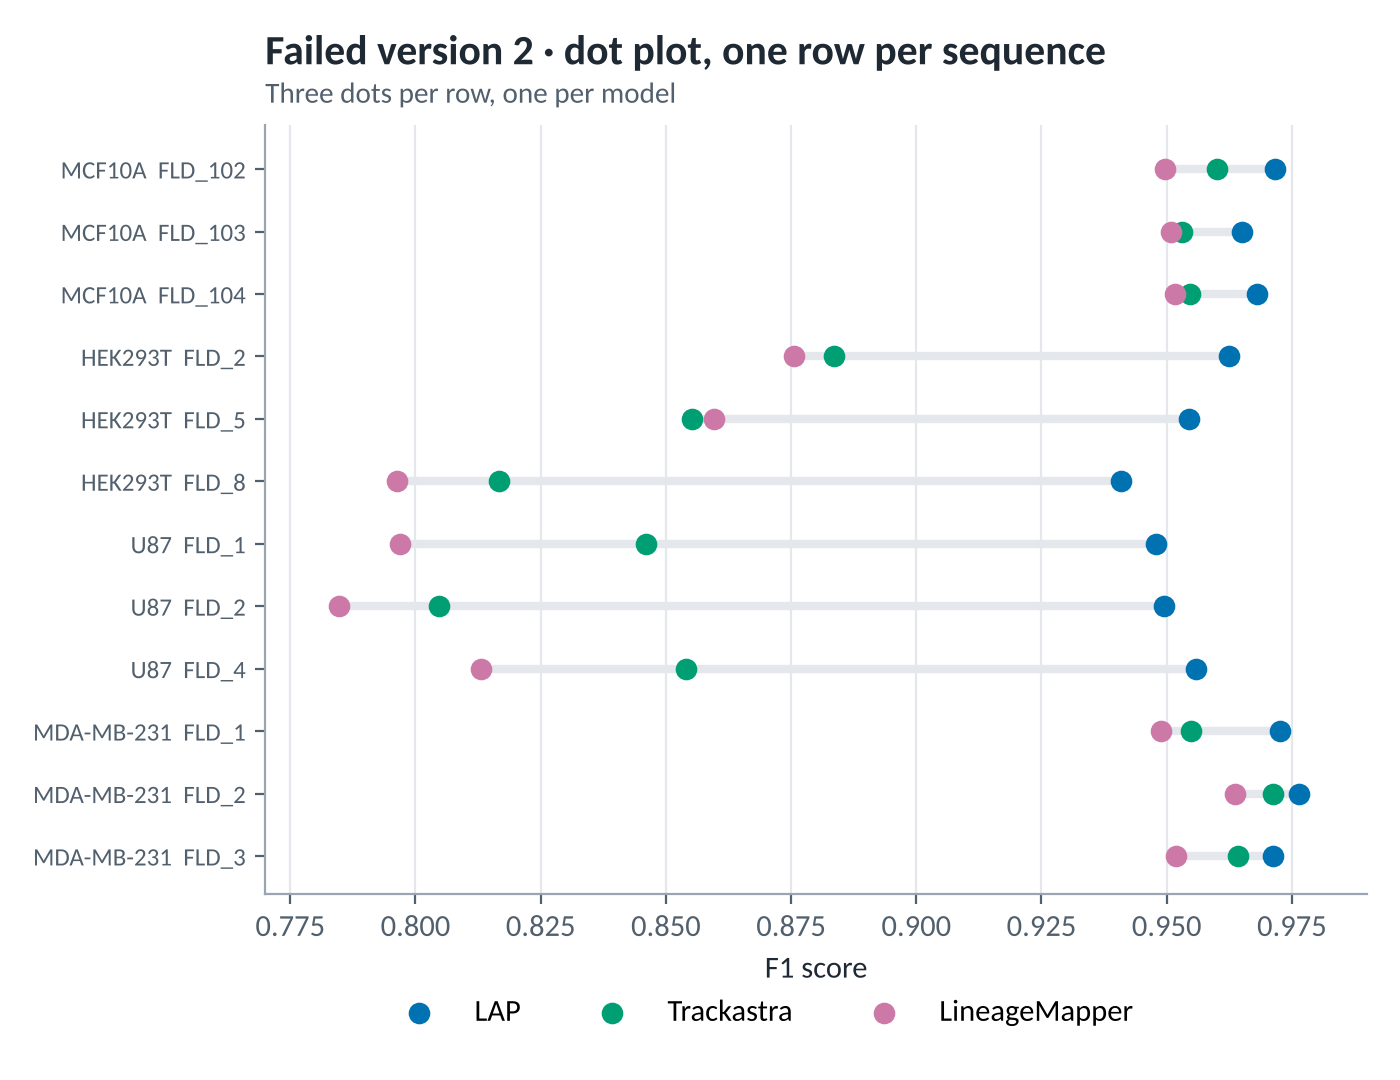 Failed version 2 · dot plot, one row per sequence
Three dots per row, one per model
MCF10A FLD_102
MCF10A FLD_103
MCF10A FLD_104
HEK293T FLD_2
HEK293T FLD_5
HEK293T FLD_8
U87 FLD_1
U87 FLD_2
U87 FLD_4
MDA-MB-231 FLD_1
MDA-MB-231 FLD_2
MDA-MB-231 FLD_3
0.775 0.800 0.825 0.850 0.875 0.900 0.925 0.950 0.975
F1 score
LAP Trackastra LineageMapper